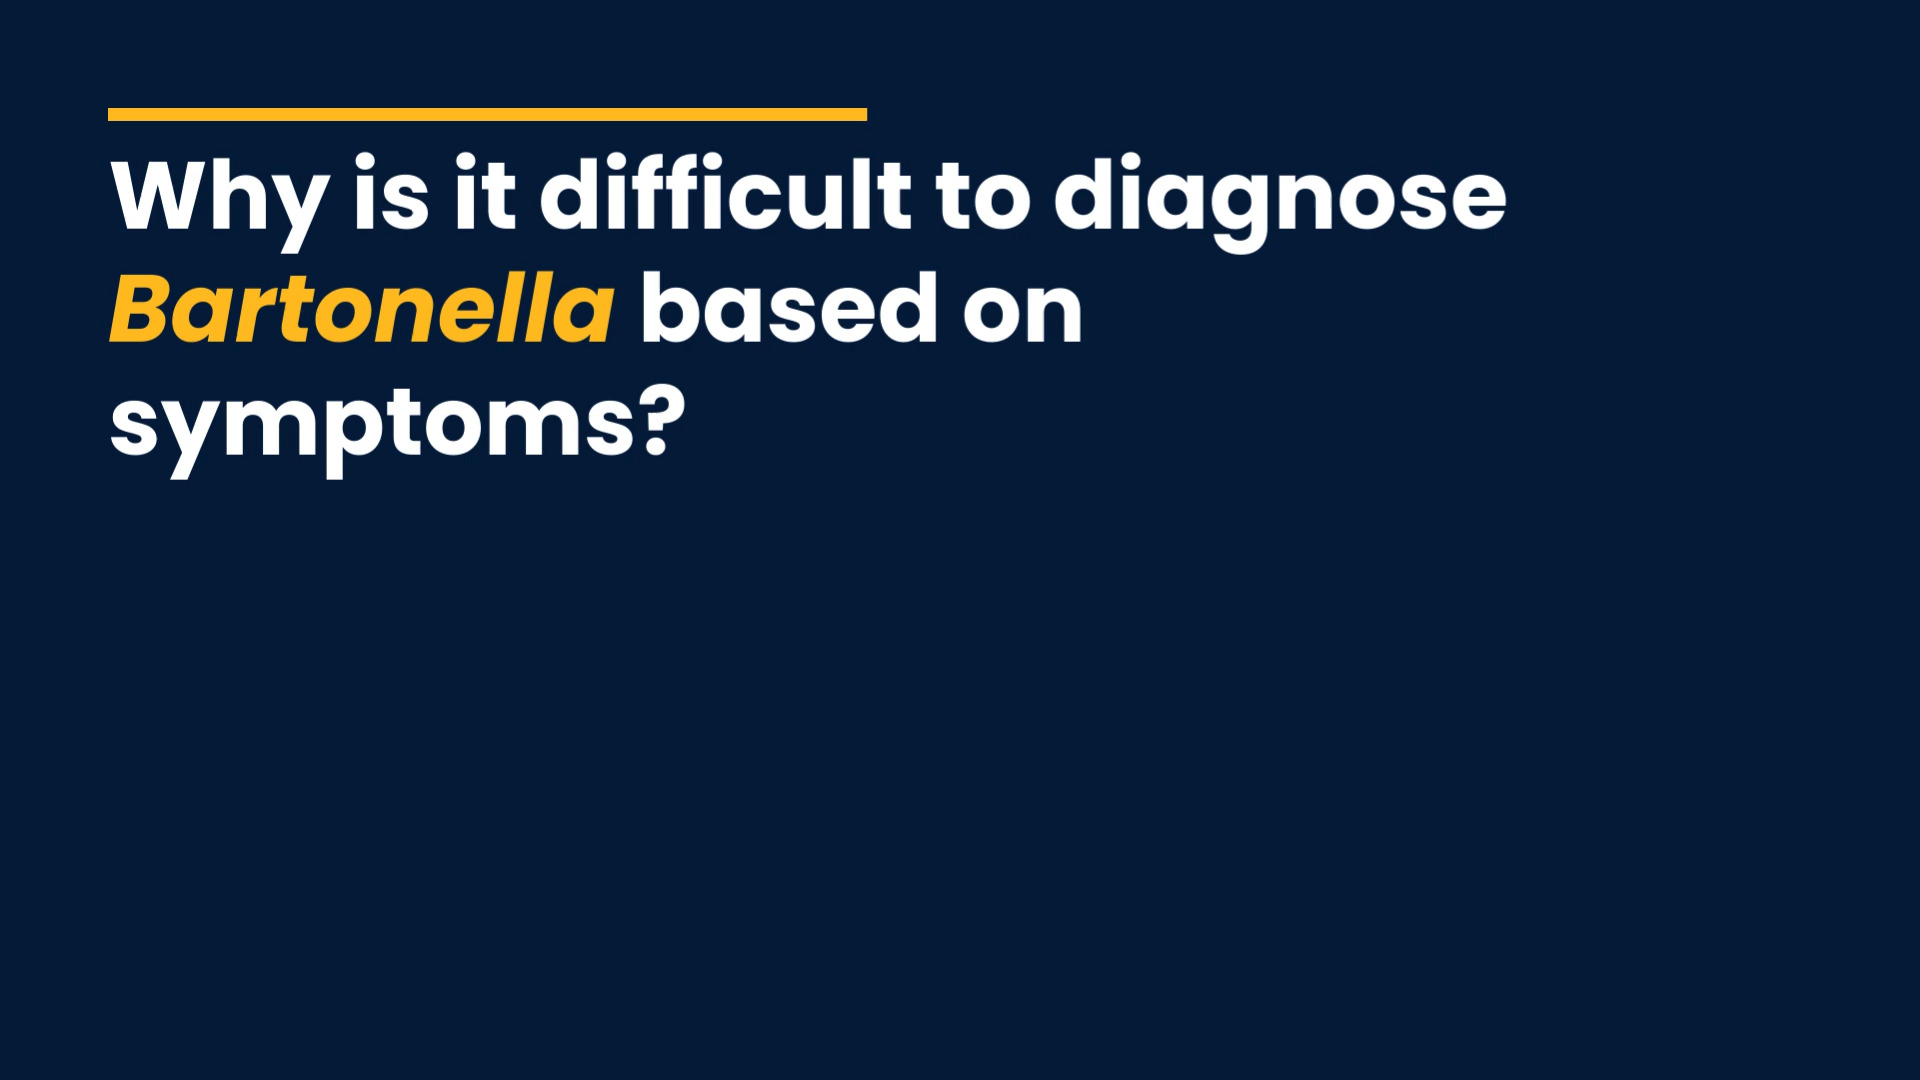 Why is it difficult to diagnose
Bartonella based on
symptoms?